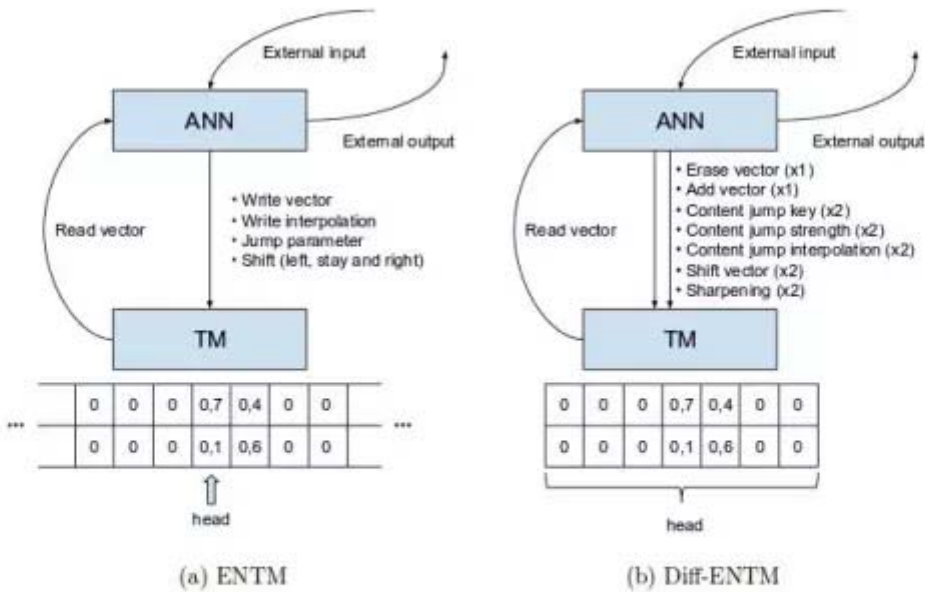 External input
ANN
External output
Read vector
• Write vector
• Write interpolation
• Jump parameter
• Shift (left, stay and right)
TM
... 0 0 0 0,7 0,4 0 0 ...
0 0 0 0,1 0,6 0 0
head
(a) ENTM
External input
ANN
External output
Read vector
• Erase vector (x1)
• Add vector (x1)
• Content jump key (x2)
• Content jump strength (x2)
• Content jump interpolation (x2)
• Shift vector (x2)
• Sharpening (x2)
TM
0 0 0 0,7 0,4 0 0
0 0 0 0,1 0,6 0 0
head
(b) Diff-ENTM